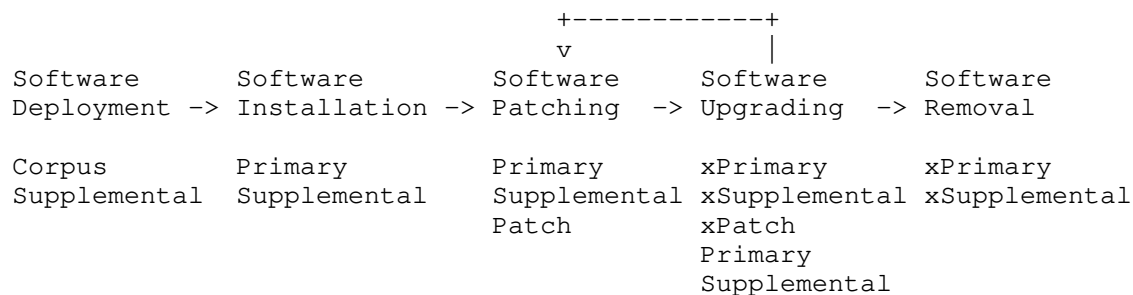 +------------+
v            |
Software Software Software Software Software
Deployment -> Installation -> Patching -> Upgrading -> Removal
Corpus Primary Primary xPrimary xPrimary
Supplemental Supplemental Supplemental xSupplemental xSupplemental
Patch xPatch
Primary
Supplemental